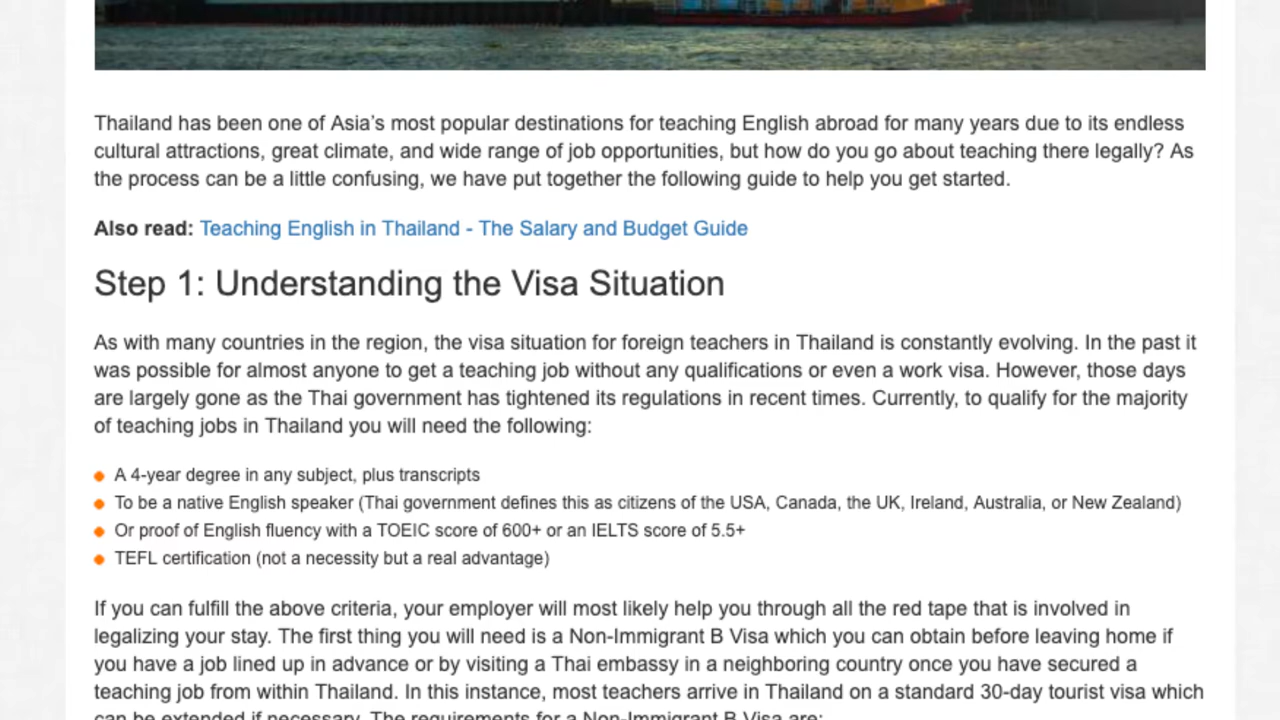 Thailand has been one of Asia’s most popular destinations for teaching English abroad for many years due to its endless
cultural attractions, great climate, and wide range of job opportunities, but how do you go about teaching there legally? As
the process can be a little confusing, we have put together the following guide to help you get started.
Also read: Teaching English in Thailand - The Salary and Budget Guide
Step 1: Understanding the Visa Situation
As with many countries in the region, the visa situation for foreign teachers in Thailand is constantly evolving. In the past it
was possible for almost anyone to get a teaching job without any qualifications or even a work visa. However, those days
are largely gone as the Thai government has tightened its regulations in recent times. Currently, to qualify for the majority
of teaching jobs in Thailand you will need the following:
A 4-year degree in any subject, plus transcripts
To be a native English speaker (Thai government defines this as citizens of the USA, Canada, the UK, Ireland, Australia, or New Zealand)
Or proof of English fluency with a TOEIC score of 600+ or an IELTS score of 5.5+
TEFL certification (not a necessity but a real advantage)
If you can fulfill the above criteria, your employer will most likely help you through all the red tape that is involved in
legalizing your stay. The first thing you will need is a Non-Immigrant B Visa which you can obtain before leaving home if
you have a job lined up in advance or by visiting a Thai embassy in a neighboring country once you have secured a
teaching job from within Thailand. In this instance, most teachers arrive in Thailand on a standard 30-day tourist visa which
can be extended if necessary. The requirements for a Non-Immigrant B Visa are: